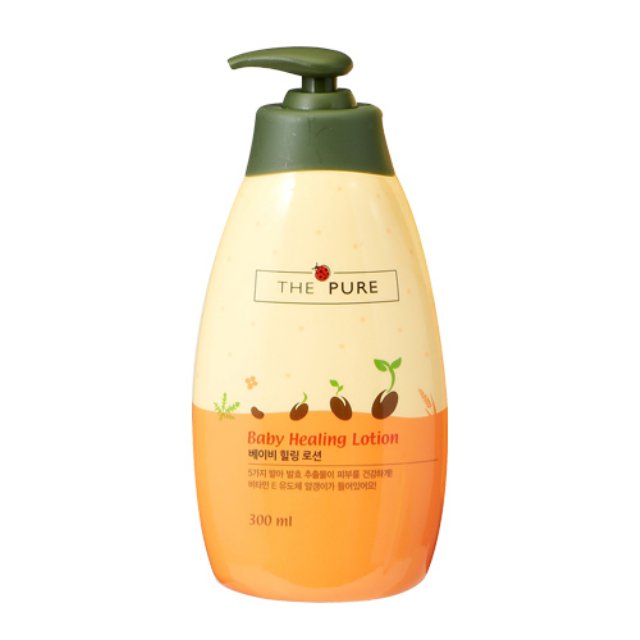 THE PURE
Baby Healing Lotion
베이비 힐링 로션
5가지 발아 발효 추출물이 피부를 건강하게!
비타민 E 유도체 알갱이가 들어있어요!
300 ml